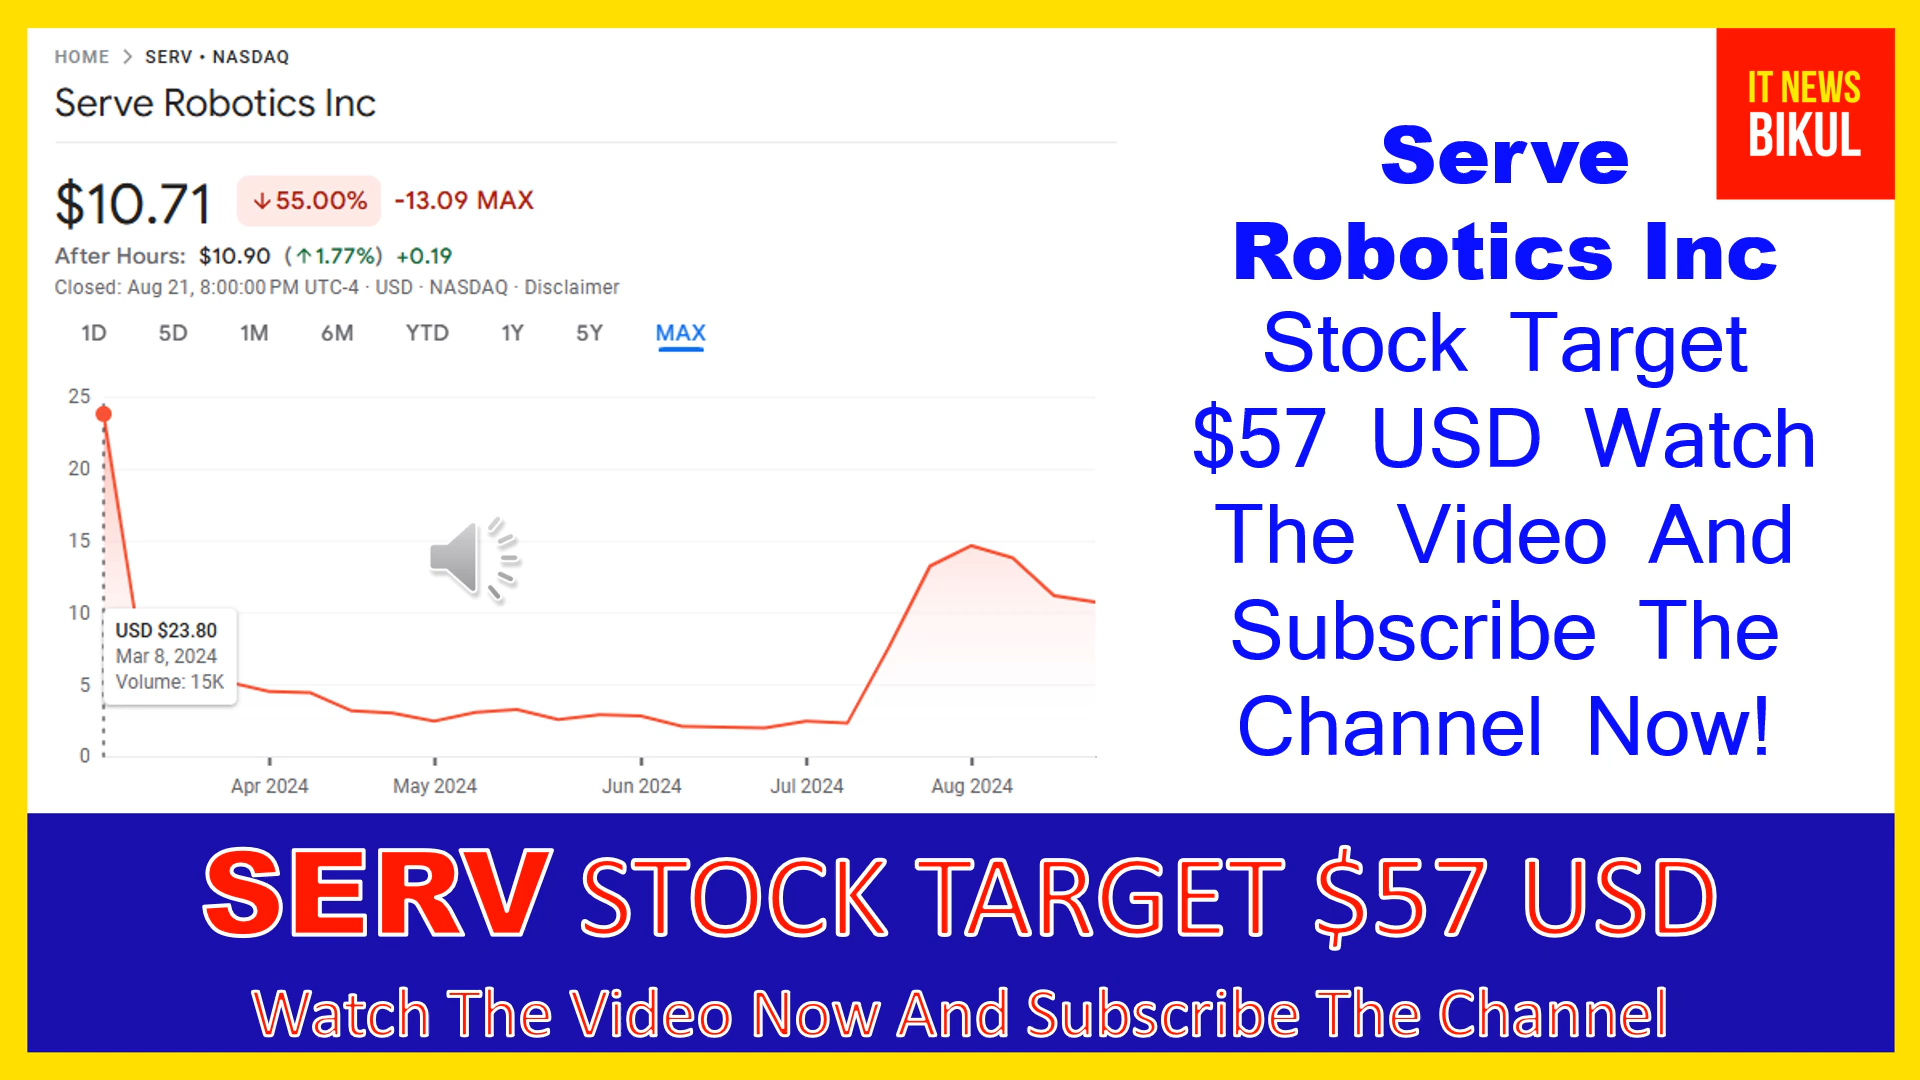 HOME > SERV • NASDAQ
Serve Robotics Inc
$10.71 ↓55.00% -13.09 MAX
After Hours: $10.90 (↑1.77%) +0.19
Closed: Aug 21, 8:00:00 PM UTC-4 · USD · NASDAQ · Disclaimer
1D 5D 1M 6M YTD 1Y 5Y MAX
25
20
15
10
5
0
USD $23.80
Mar 8, 2024
Volume: 15K
Apr 2024 May 2024 Jun 2024 Jul 2024 Aug 2024
IT NEWS
BIKUL
Serve
Robotics Inc
Stock Target
$57 USD Watch
The Video And
Subscribe The
Channel Now!
SERV STOCK TARGET $57 USD
Watch The Video Now And Subscribe The Channel